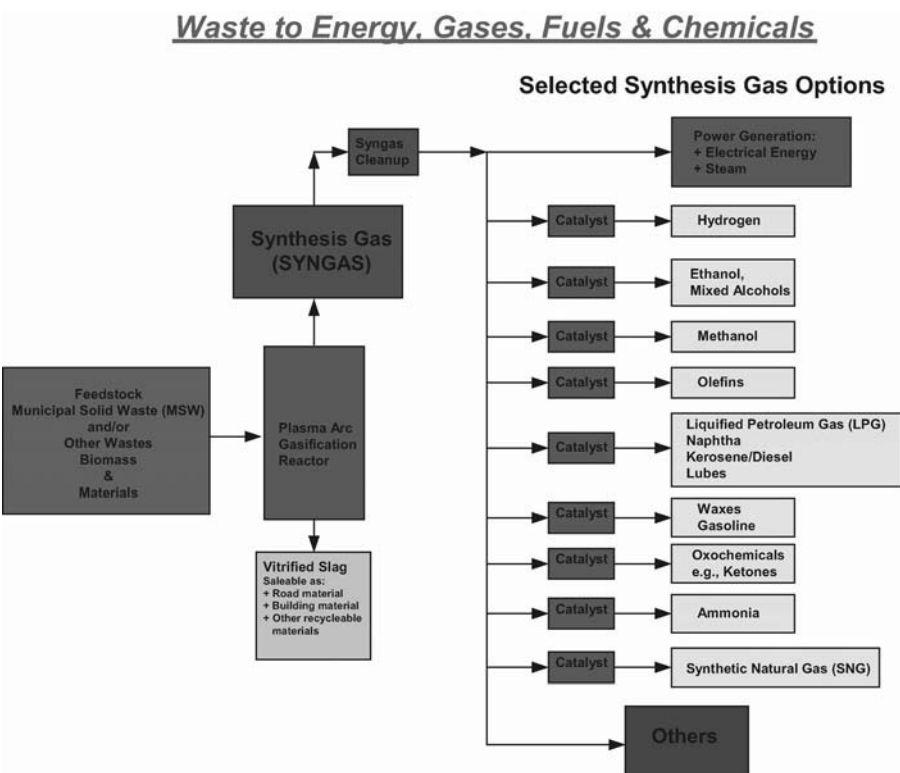 Waste to Energy, Gases, Fuels & Chemicals
Selected Synthesis Gas Options
Syngas
Cleanup
Power Generation:
+ Electrical Energy
+ Steam
Synthesis Gas
(SYNGAS)
Catalyst
Hydrogen
Catalyst
Ethanol,
Mixed Alcohols
Catalyst
Methanol
Catalyst
Olefins
Feedstock
Municipal Solid Waste (MSW)
and/or
Other Wastes
Biomass
&
Materials
Plasma Arc
Gasification
Reactor
Catalyst
Liquified Petroleum Gas (LPG)
Naphtha
Kerosene/Diesel
Lubes
Catalyst
Waxes
Gasoline
Catalyst
Oxochemicals
e.g., Ketones
Vitrified Slag
Saleable as:
+ Road material
+ Building material
+ Other recycleable
materials
Catalyst
Ammonia
Catalyst
Synthetic Natural Gas (SNG)
Others